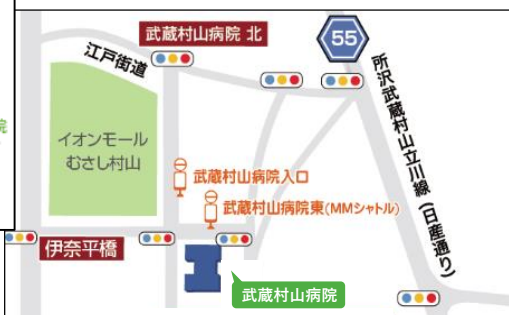 武蔵村山病院 北
55
江戸街道
所沢武蔵村山立川線（日産通り）
院
イオンモール
むさし村山
武蔵村山病院入口
武蔵村山病院東(MMシャトル)
伊奈平橋
武蔵村山病院